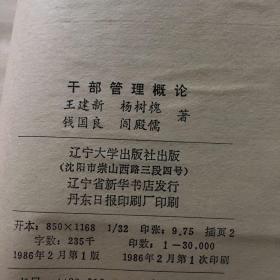 干部管理概论
王建新 杨树槐
钱国良 阎殿儒 著
辽宁大学出版社出版
(沈阳市崇山西路三段四号)
辽宁省新华书店发行
丹东日报印刷厂印刷
开本:850×1168 1/32 印张:9.75 插页2
字数:235千 印数:1-30,000
1986年2月第1版 1986年2月第1次印刷